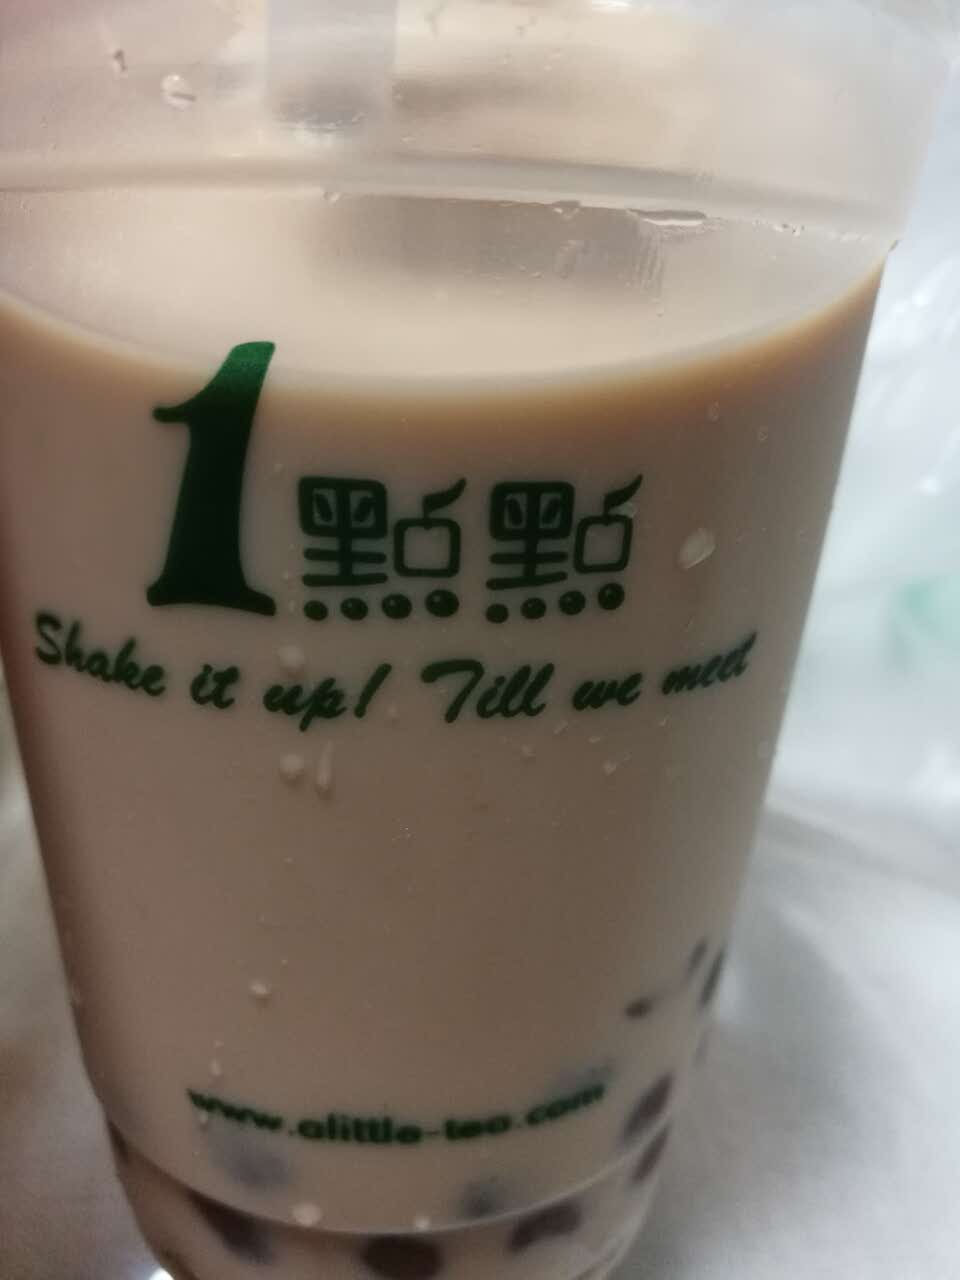 1點點
Shake it up! Till we meet
www.alittle-tea.com